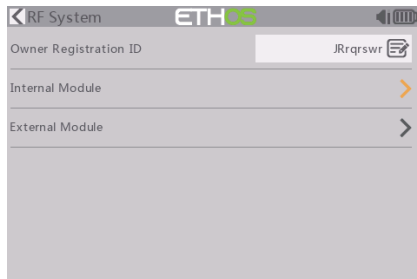 RF System
ETHOS
Owner Registration ID
JRrqrswr
Internal Module
External Module